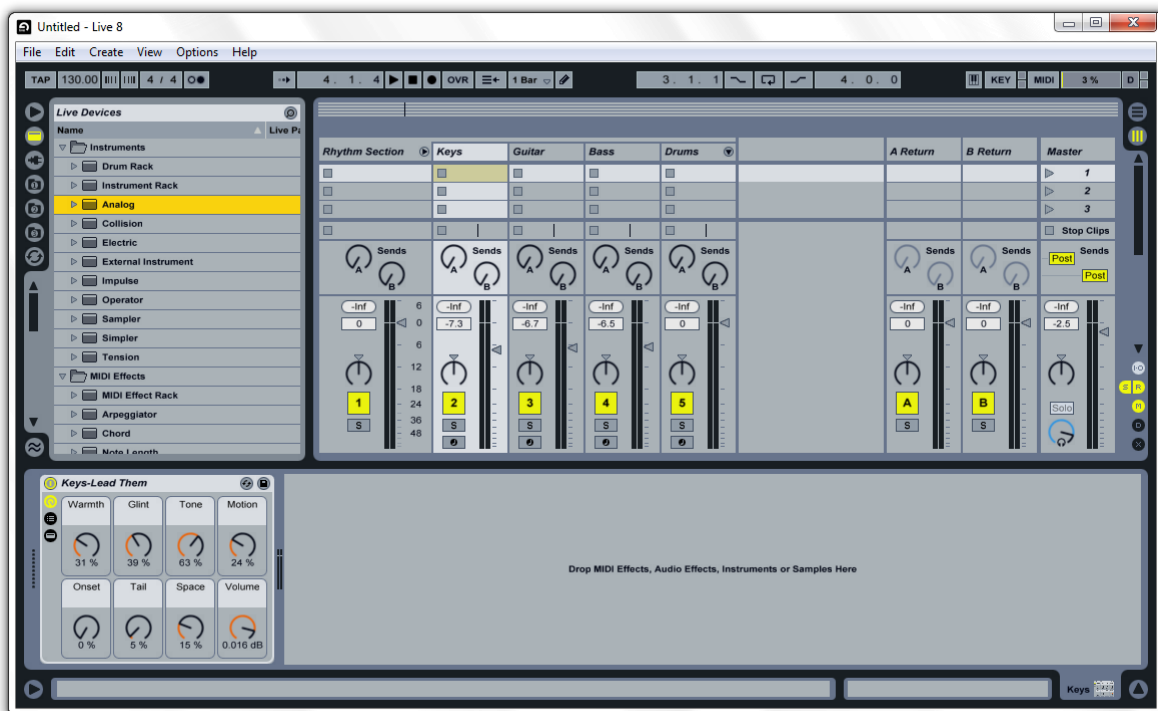 Untitled - Live 8
File Edit Create View Options Help
TAP 130.00 4 / 4 4. 1. 4 OVR 1 Bar 3. 1. 1 4. 0. 0 KEY MIDI 3 % D
Live Devices
Name Live Pa
Instruments
Drum Rack
Instrument Rack
Analog
Collision
Electric
External Instrument
Impulse
Operator
Sampler
Simpler
Tension
MIDI Effects
MIDI Effect Rack
Arpeggiator
Chord
Note Length
Rhythm Section Keys Guitar Bass Drums A Return B Return Master
1
2
3
Stop Clips
Sends Sends Sends Sends Sends Sends Sends Sends
A A A A A A A Post
B B B B B B B Post
-Inf 6 -Inf -Inf -Inf -Inf -Inf -Inf -Inf
0 0 -7.3 -6.7 -6.5 0 0 0 -2.5
6
12
18
1 24 2 3 4 5 A B Solo
S 36 S S S S S S
48
I·O
S R
M
D
X
Keys-Lead Them
Warmth Glint Tone Motion
31 % 39 % 63 % 24 %
Onset Tail Space Volume
0 % 5 % 15 % 0.016 dB
Drop MIDI Effects, Audio Effects, Instruments or Samples Here
Keys